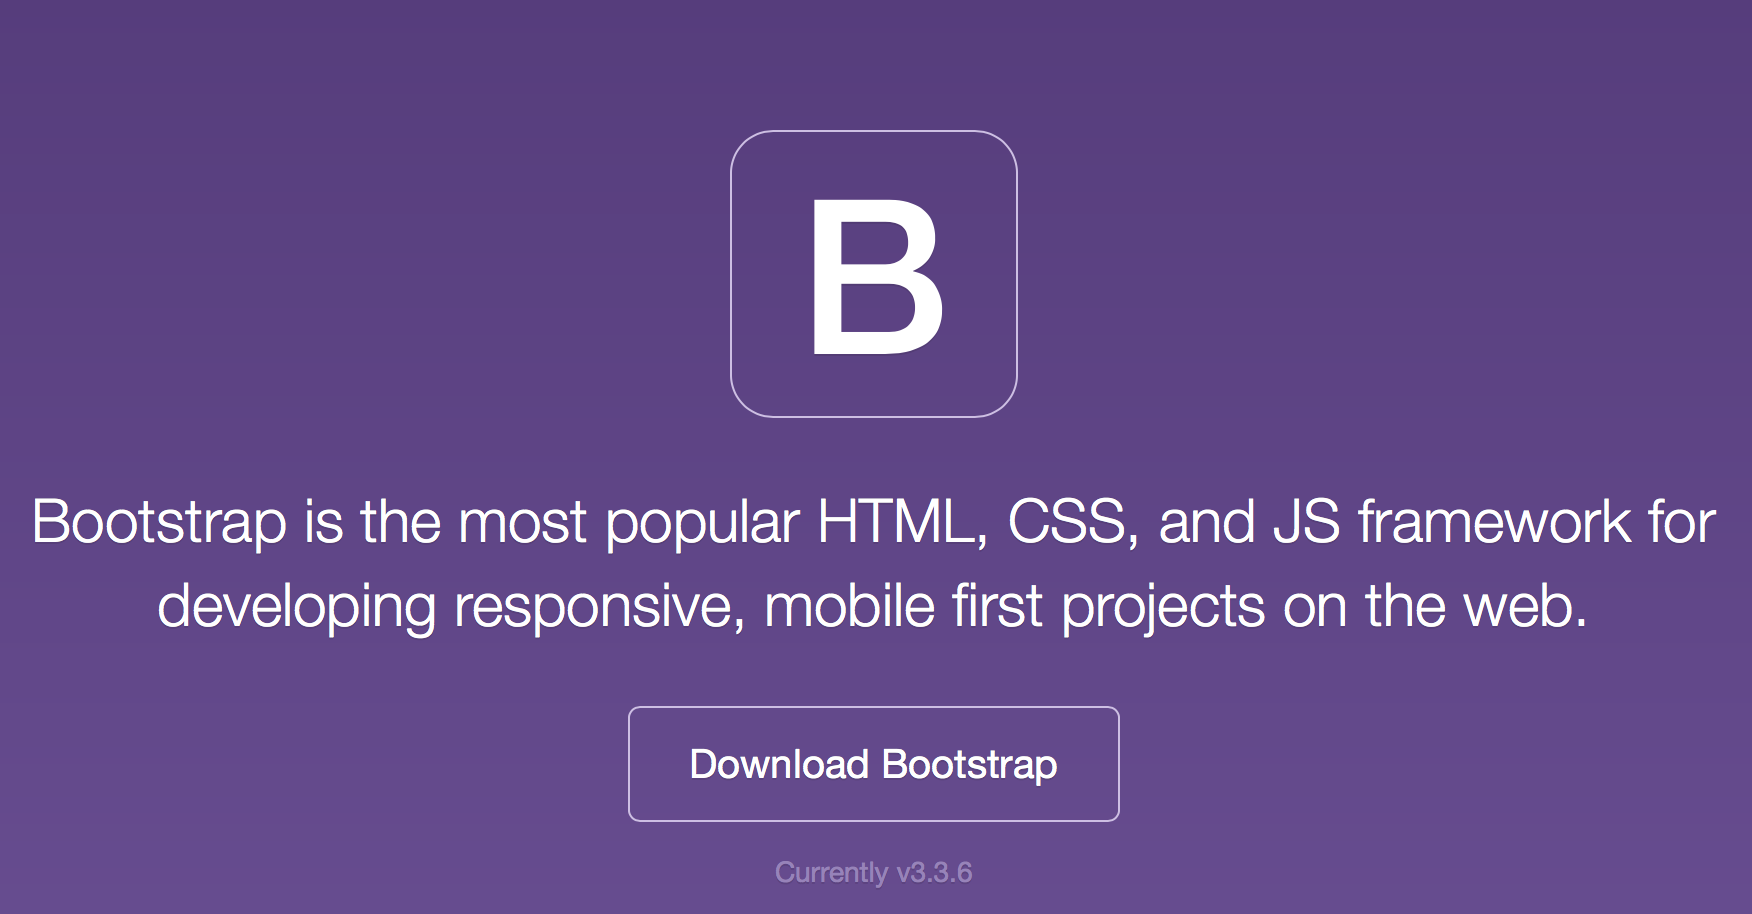 B
Bootstrap is the most popular HTML, CSS, and JS framework for
developing responsive, mobile first projects on the web.
Download Bootstrap
Currently v3.3.6